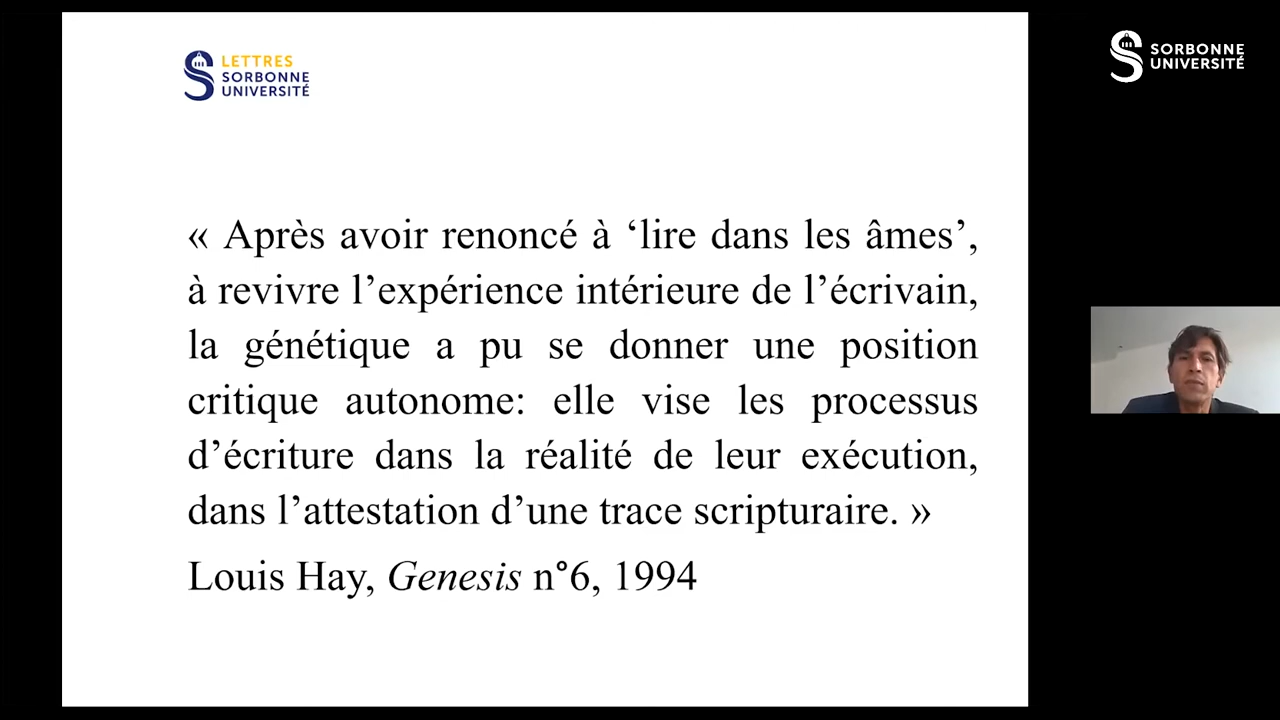 LETTRES
SORBONNE
UNIVERSITÉ
SORBONNE
UNIVERSITÉ
« Après avoir renoncé à ‘lire dans les âmes’,
à revivre l’expérience intérieure de l’écrivain,
la génétique a pu se donner une position
critique autonome: elle vise les processus
d’écriture dans la réalité de leur exécution,
dans l’attestation d’une trace scripturaire. »
Louis Hay, Genesis n°6, 1994